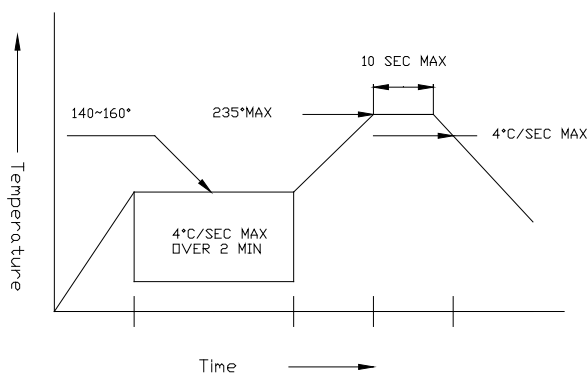 10 SEC MAX
140~160°
235°MAX
4°C/SEC MAX
Temperature
4°C/SEC MAX
OVER 2 MIN
Time